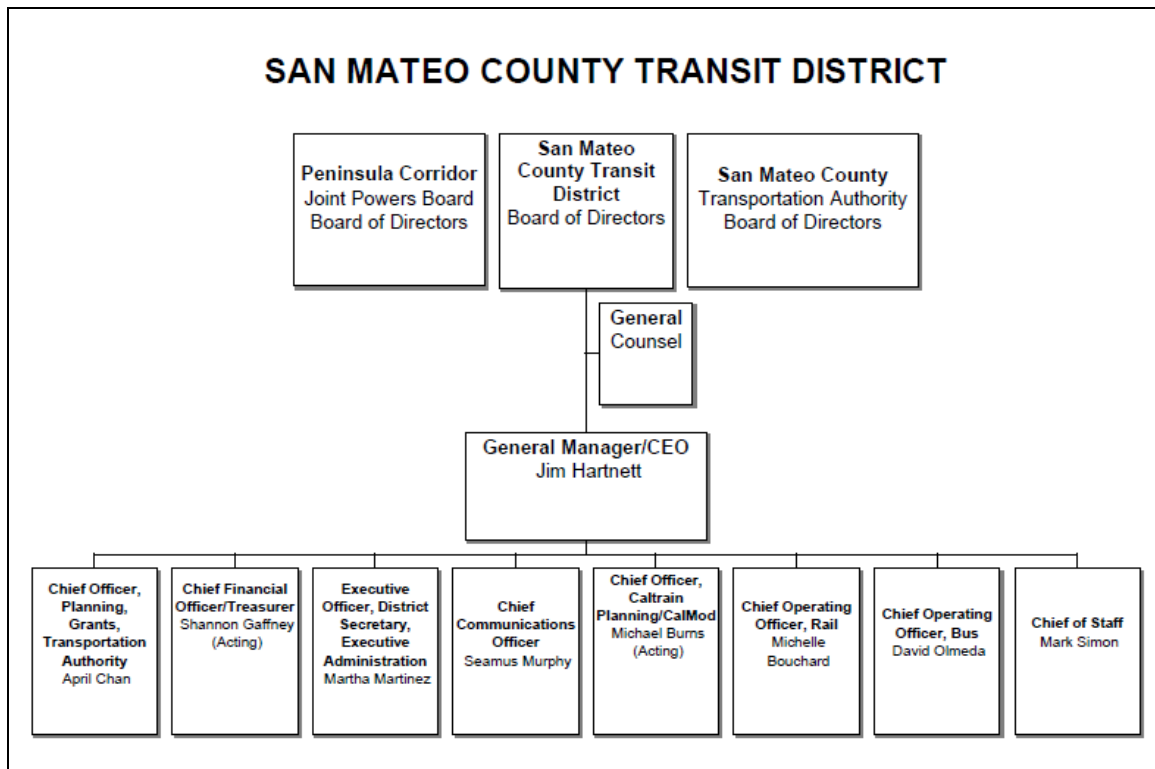 SAN MATEO COUNTY TRANSIT DISTRICT
Peninsula Corridor
Joint Powers Board
Board of Directors
San Mateo
County Transit
District
Board of Directors
San Mateo County
Transportation Authority
Board of Directors
General
Counsel
General Manager/CEO
Jim Hartnett
Chief Officer,
Planning,
Grants,
Transportation
Authority
April Chan
Chief Financial
Officer/Treasurer
Shannon Gaffney
(Acting)
Executive
Officer, District
Secretary,
Executive
Administration
Martha Martinez
Chief
Communications
Officer
Seamus Murphy
Chief Officer,
Caltrain
Planning/CalMod
Michael Burns
(Acting)
Chief Operating
Officer, Rail
Michelle
Bouchard
Chief Operating
Officer, Bus
David Olmeda
Chief of Staff
Mark Simon